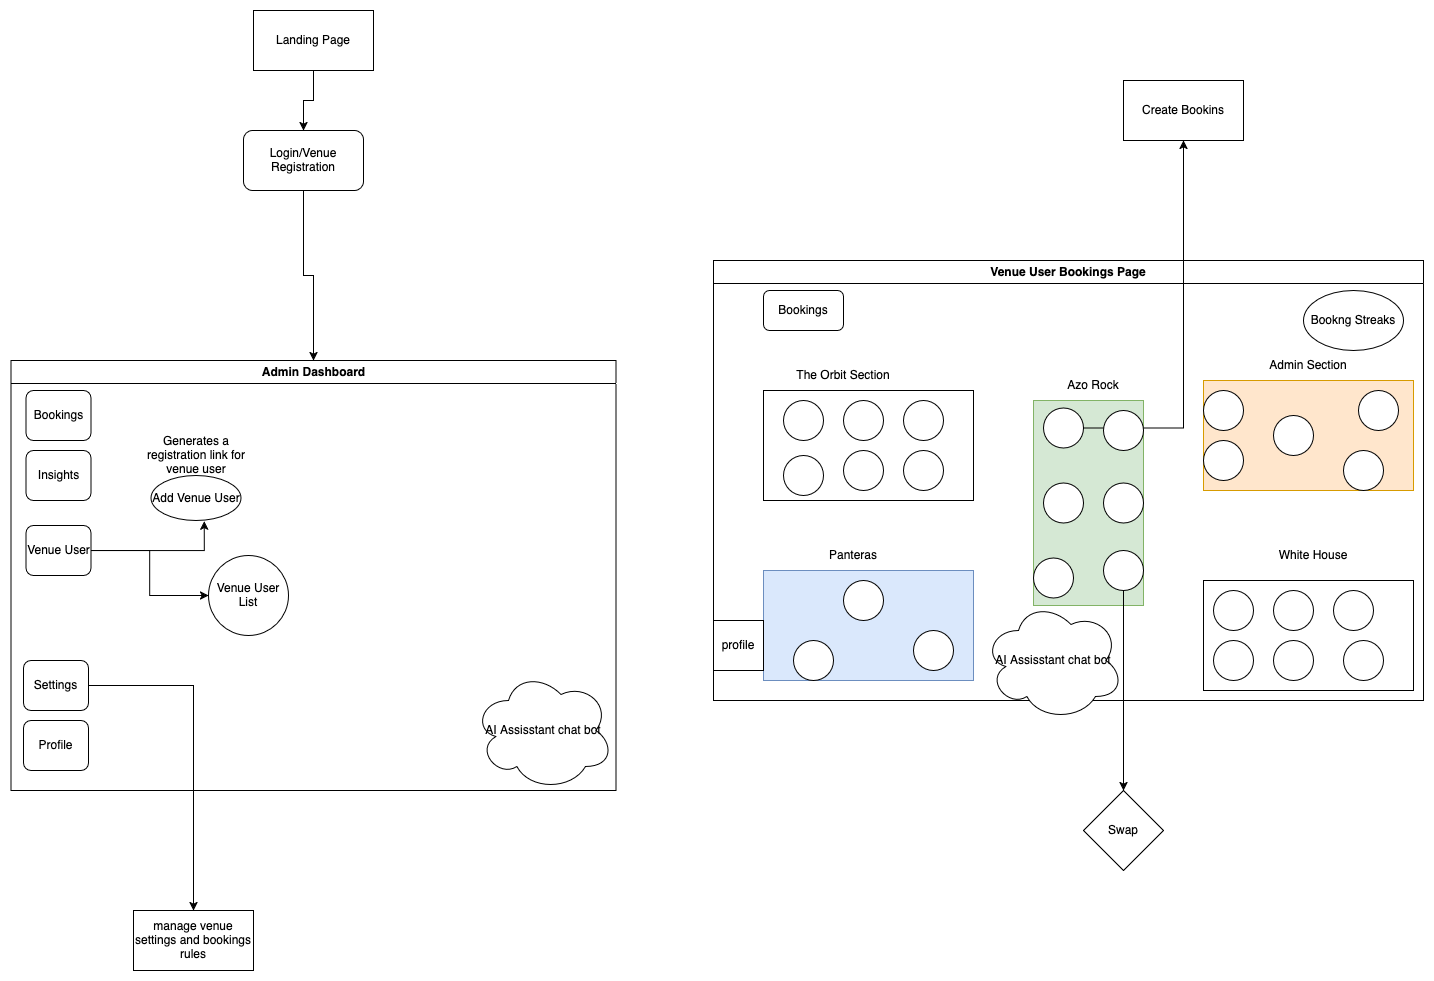 Landing Page
Login/Venue
Registration
Admin Dashboard
Bookings
Insights
Generates a
registration link for
venue user
Add Venue User
Venue User
Venue User
List
Settings
Profile
AI Assisstant chat bot
manage venue
settings and bookings
rules
Create Bookins
Venue User Bookings Page
Bookings
Bookng Streaks
The Orbit Section
Azo Rock
Admin Section
Panteras
White House
profile
AI Assisstant chat bot
Swap